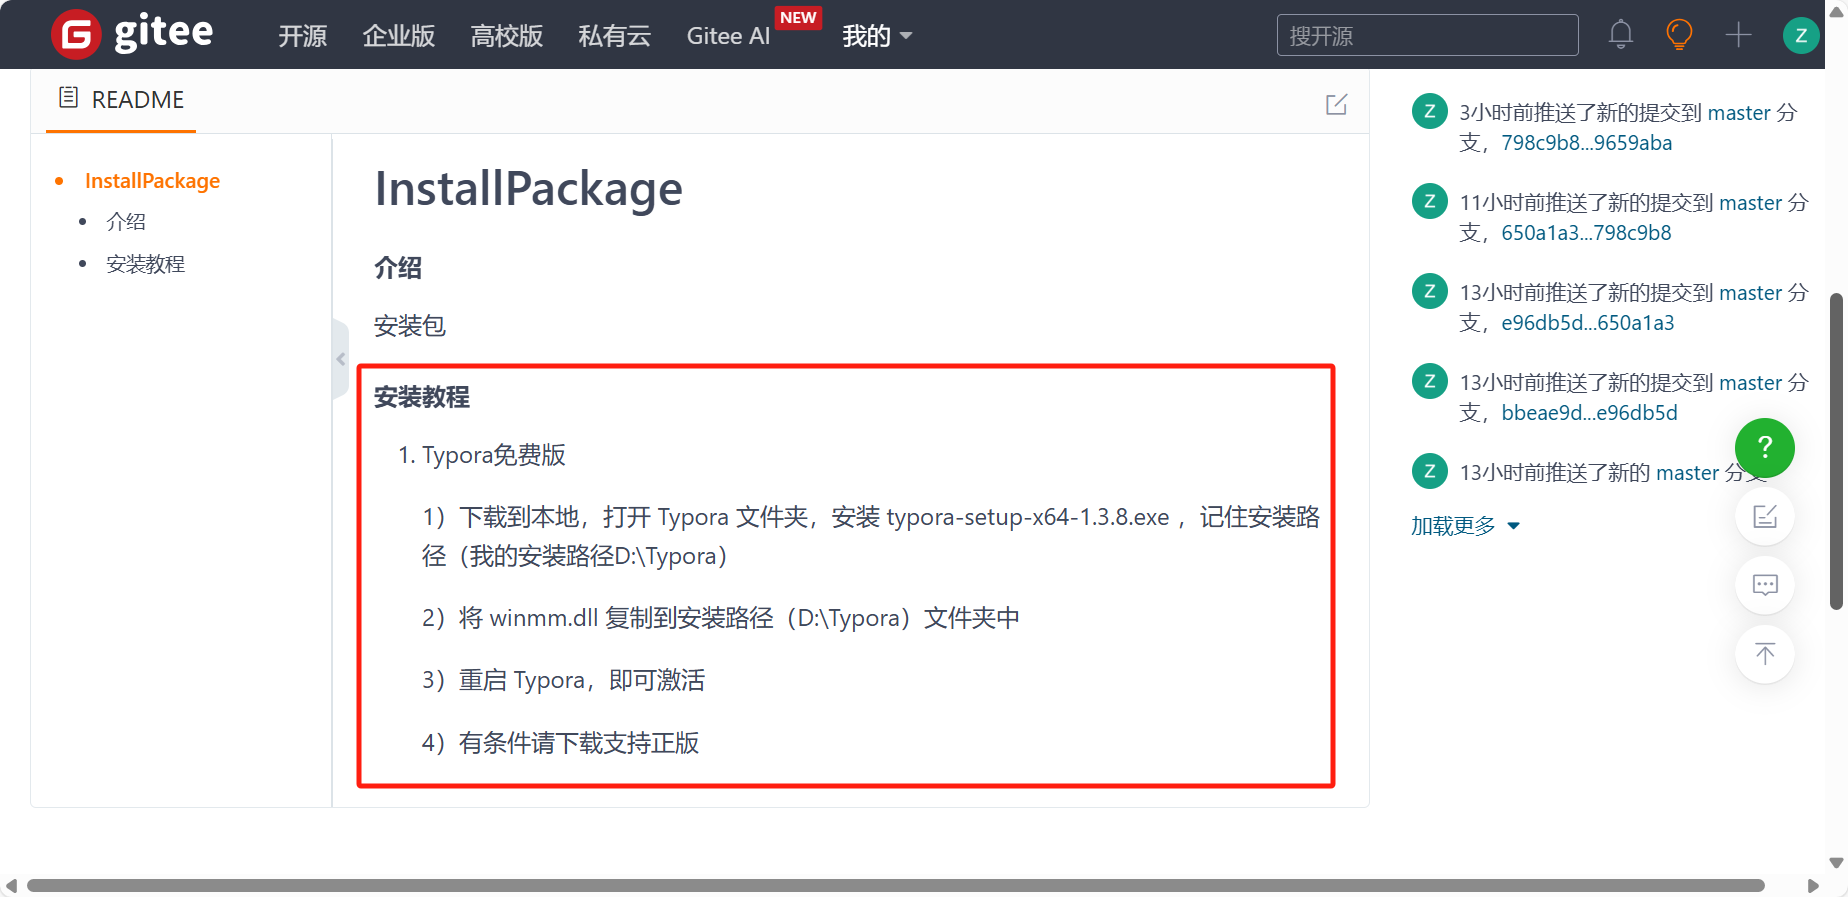 gitee 开源 企业版 高校版 私有云 Gitee AI NEW 我的 搜开源 Z
README
InstallPackage
介绍
安装教程
InstallPackage
介绍
安装包
安装教程
1. Typora免费版
1）下载到本地，打开 Typora 文件夹，安装 typora-setup-x64-1.3.8.exe ，记住安装路
径（我的安装路径D:\Typora）
2）将 winmm.dll 复制到安装路径（D:\Typora）文件夹中
3）重启 Typora，即可激活
4）有条件请下载支持正版
Z 3小时前推送了新的提交到 master 分
支，798c9b8...9659aba
Z 11小时前推送了新的提交到 master 分
支，650a1a3...798c9b8
Z 13小时前推送了新的提交到 master 分
支，e96db5d...650a1a3
Z 13小时前推送了新的提交到 master 分
支，bbeae9d...e96db5d
?
Z 13小时前推送了新的 master 分支
加载更多